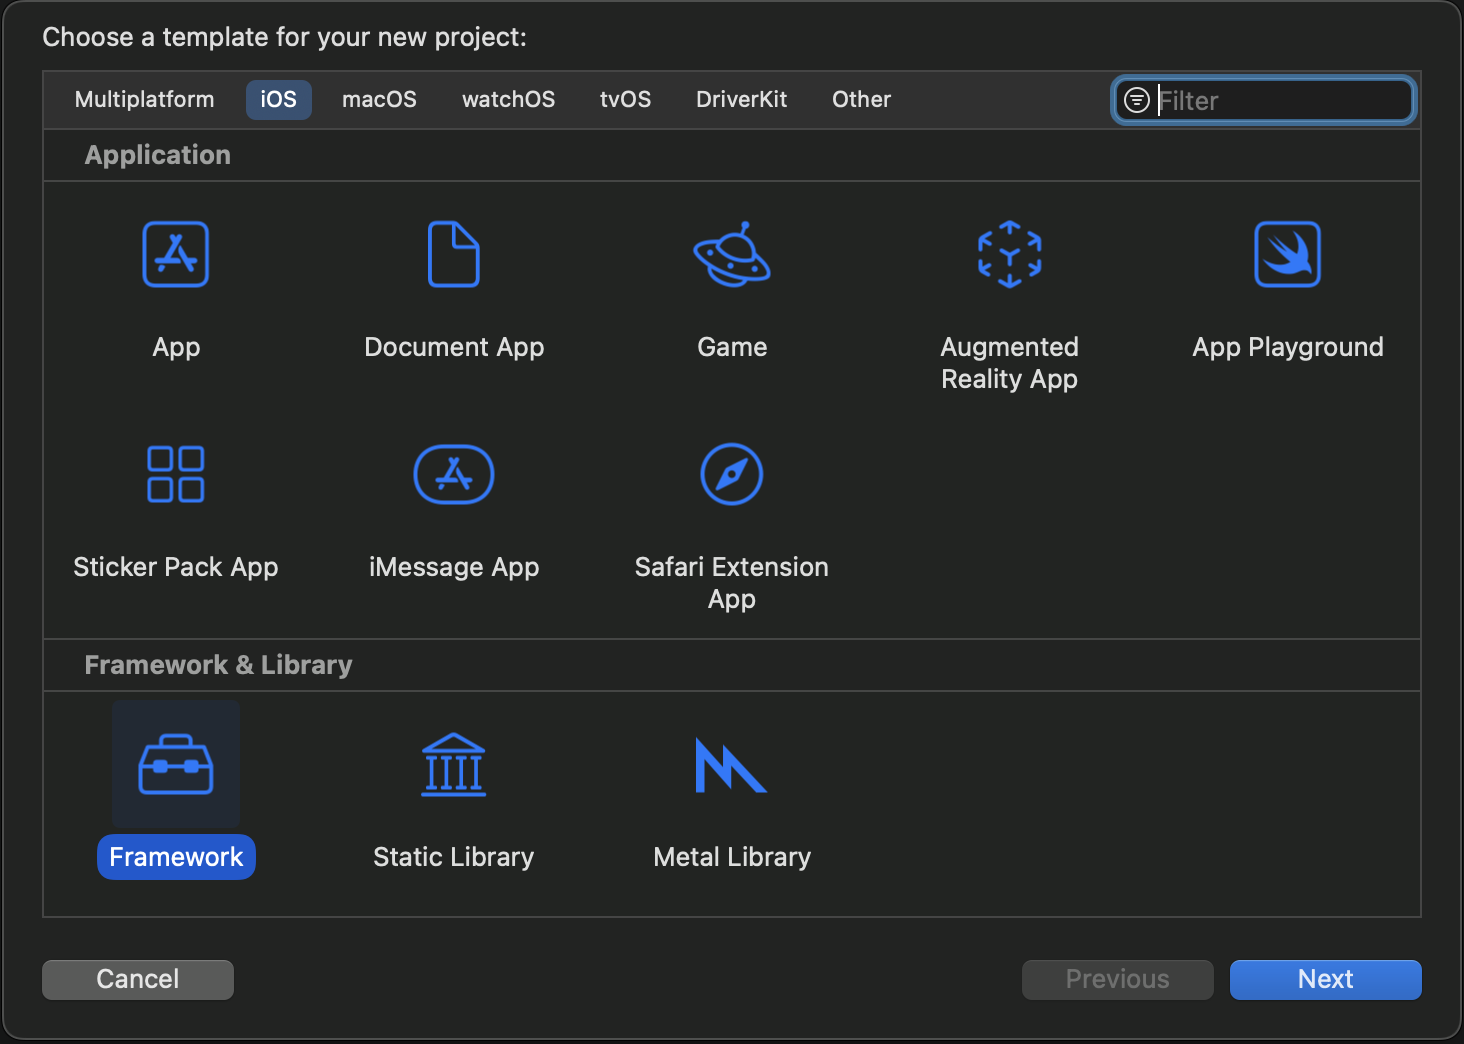 Choose a template for your new project:
Multiplatform iOS macOS watchOS tvOS DriverKit Other Filter
Application
App Document App Game Augmented Reality App App Playground
Sticker Pack App iMessage App Safari Extension App
Framework & Library
Framework Static Library Metal Library
Cancel Previous Next